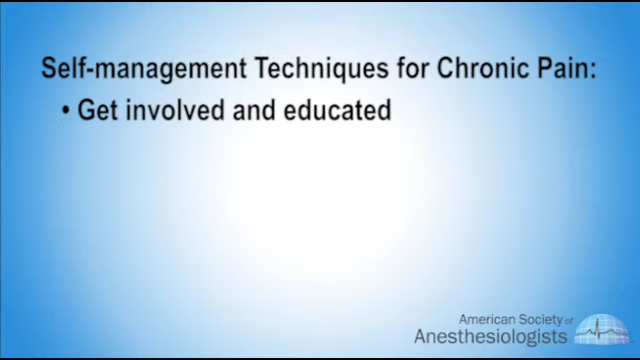 Self-management Techniques for Chronic Pain:
• Get involved and educated
American Society of
Anesthesiologists